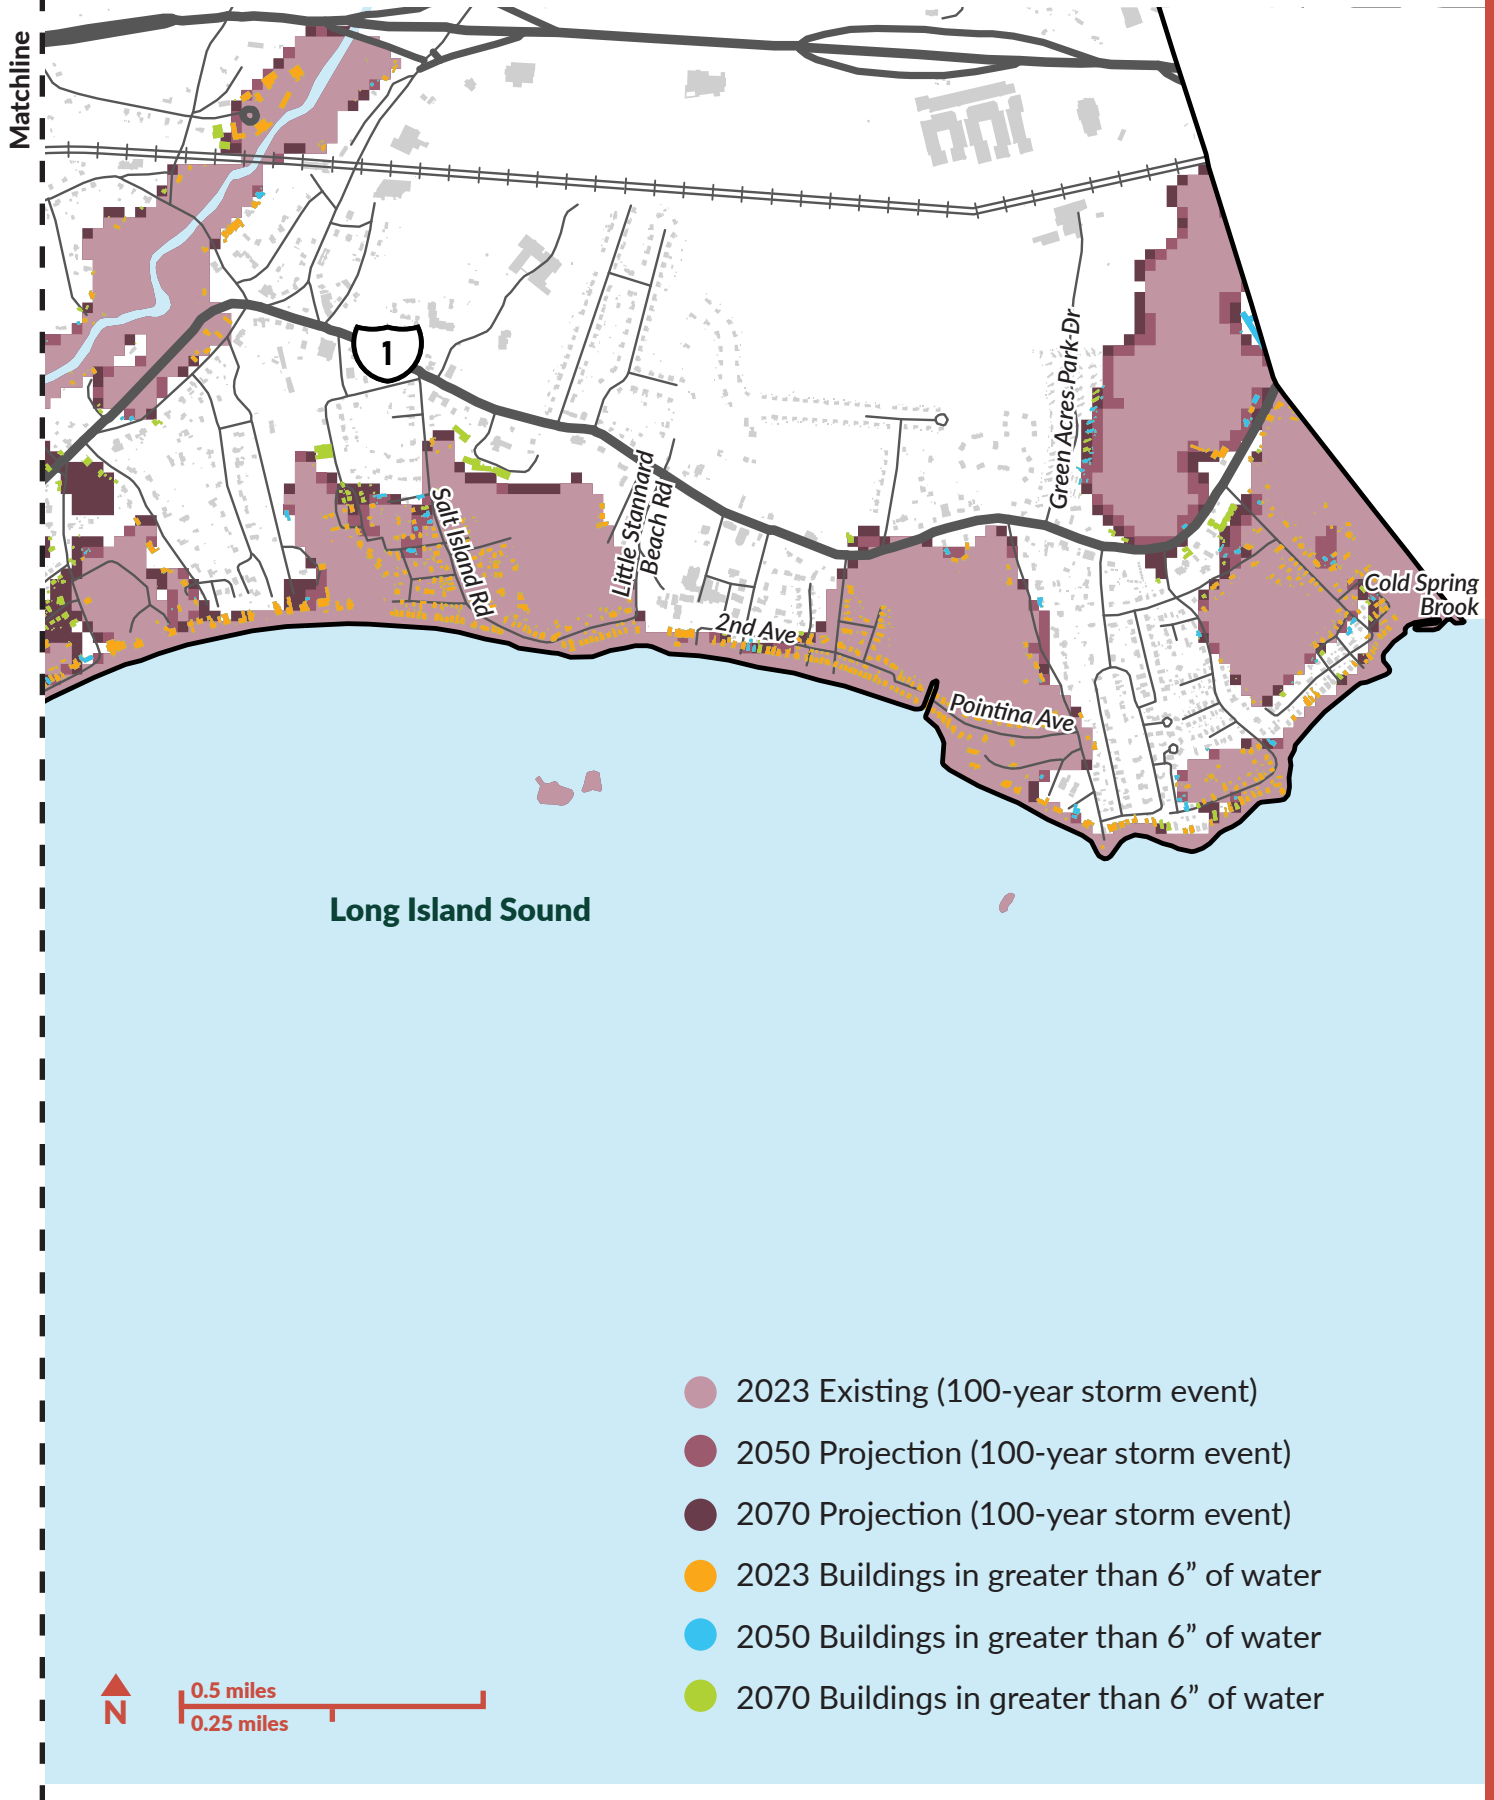 Matchline
1
Green Acres Park Dr
Salt Island Rd
Little Stannard
Beach Rd
2nd Ave
Pointina Ave
Cold Spring
Brook
Long Island Sound
2023 Existing (100-year storm event)
2050 Projection (100-year storm event)
2070 Projection (100-year storm event)
2023 Buildings in greater than 6” of water
2050 Buildings in greater than 6” of water
2070 Buildings in greater than 6” of water
N
0.5 miles
0.25 miles